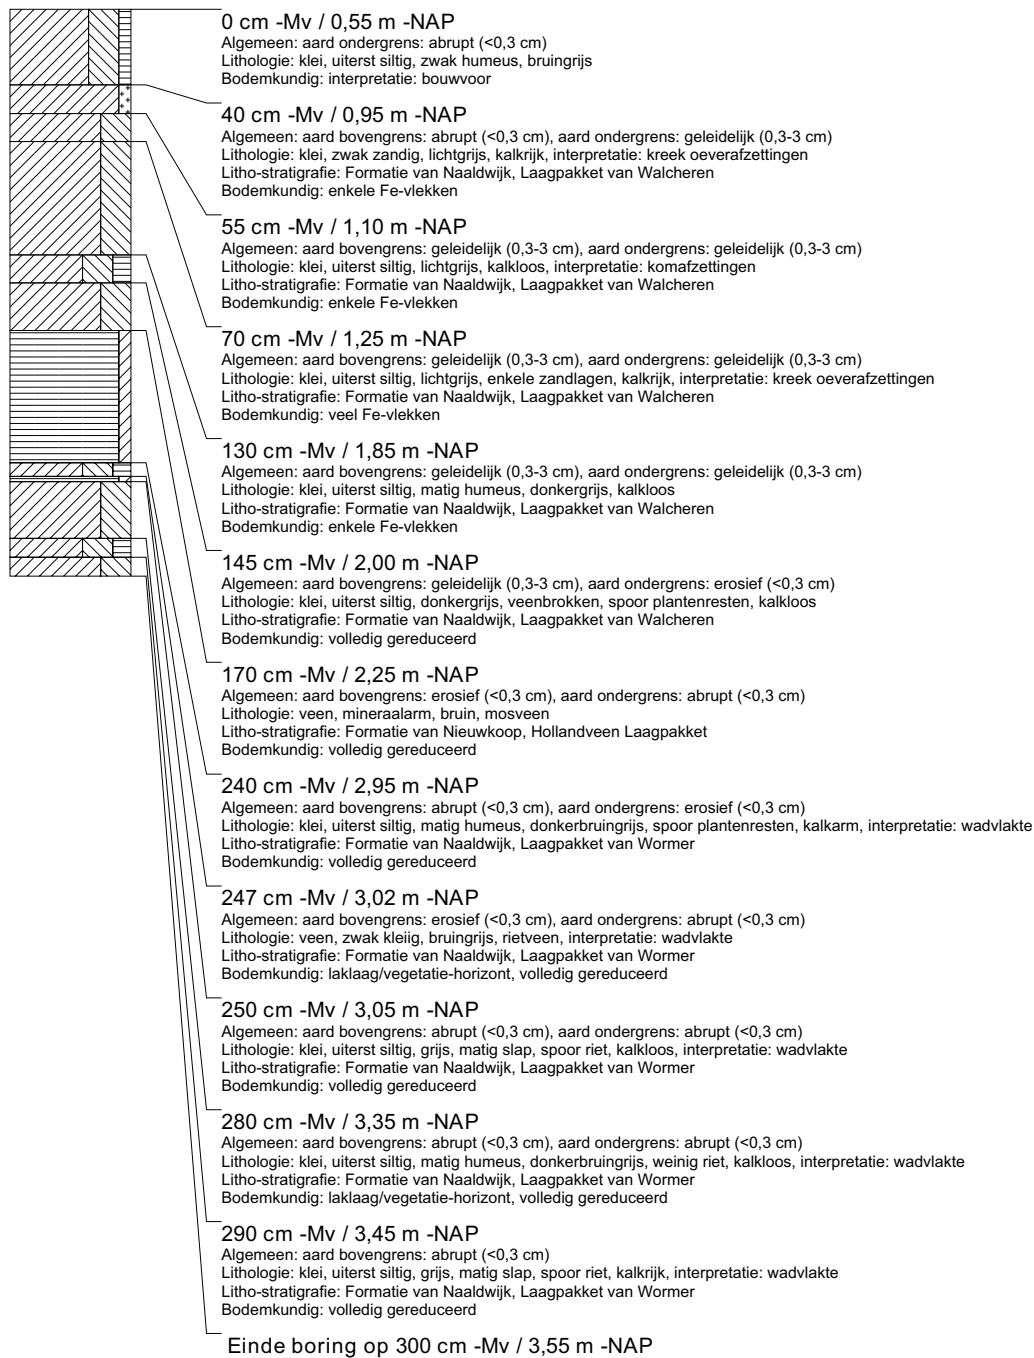 0 cm -Mv / 0,55 m -NAP
Algemeen: aard ondergrens: abrupt (<0,3 cm)
Lithologie: klei, uiterst siltig, zwak humeus, bruingrijs
Bodemkundig: interpretatie: bouwvoor
40 cm -Mv / 0,95 m -NAP
Algemeen: aard bovengrens: abrupt (<0,3 cm), aard ondergrens: geleidelijk (0,3-3 cm)
Lithologie: klei, zwak zandig, lichtgrijs, kalkrijk, interpretatie: kreek oeverafzettingen
Litho-stratigrafie: Formatie van Naaldwijk, Laagpakket van Walcheren
Bodemkundig: enkele Fe-vlekken
55 cm -Mv / 1,10 m -NAP
Algemeen: aard bovengrens: geleidelijk (0,3-3 cm), aard ondergrens: geleidelijk (0,3-3 cm)
Lithologie: klei, uiterst siltig, lichtgrijs, kalkloos, interpretatie: komafzettingen
Litho-stratigrafie: Formatie van Naaldwijk, Laagpakket van Walcheren
Bodemkundig: enkele Fe-vlekken
70 cm -Mv / 1,25 m -NAP
Algemeen: aard bovengrens: geleidelijk (0,3-3 cm), aard ondergrens: geleidelijk (0,3-3 cm)
Lithologie: klei, uiterst siltig, lichtgrijs, enkele zandlagen, kalkrijk, interpretatie: kreek oeverafzettingen
Litho-stratigrafie: Formatie van Naaldwijk, Laagpakket van Walcheren
Bodemkundig: veel Fe-vlekken
130 cm -Mv / 1,85 m -NAP
Algemeen: aard bovengrens: geleidelijk (0,3-3 cm), aard ondergrens: geleidelijk (0,3-3 cm)
Lithologie: klei, uiterst siltig, matig humeus, donkergrijs, kalkloos
Litho-stratigrafie: Formatie van Naaldwijk, Laagpakket van Walcheren
Bodemkundig: enkele Fe-vlekken
145 cm -Mv / 2,00 m -NAP
Algemeen: aard bovengrens: geleidelijk (0,3-3 cm), aard ondergrens: erosief (<0,3 cm)
Lithologie: klei, uiterst siltig, donkergrijs, veenbrokken, spoor plantenresten, kalkloos
Litho-stratigrafie: Formatie van Naaldwijk, Laagpakket van Walcheren
Bodemkundig: volledig gereduceerd
170 cm -Mv / 2,25 m -NAP
Algemeen: aard bovengrens: erosief (<0,3 cm), aard ondergrens: abrupt (<0,3 cm)
Lithologie: veen, mineraalarm, bruin, mosveen
Litho-stratigrafie: Formatie van Nieuwkoop, Hollandveen Laagpakket
Bodemkundig: volledig gereduceerd
240 cm -Mv / 2,95 m -NAP
Algemeen: aard bovengrens: abrupt (<0,3 cm), aard ondergrens: erosief (<0,3 cm)
Lithologie: klei, uiterst siltig, matig humeus, donkerbruingrijs, spoor plantenresten, kalkarm, interpretatie: wadvlakte
Litho-stratigrafie: Formatie van Naaldwijk, Laagpakket van Wormer
Bodemkundig: volledig gereduceerd
247 cm -Mv / 3,02 m -NAP
Algemeen: aard bovengrens: erosief (<0,3 cm), aard ondergrens: abrupt (<0,3 cm)
Lithologie: veen, zwak kleiig, bruingrijs, rietveen, interpretatie: wadvlakte
Litho-stratigrafie: Formatie van Naaldwijk, Laagpakket van Wormer
Bodemkundig: laklaag/vegetatie-horizont, volledig gereduceerd
250 cm -Mv / 3,05 m -NAP
Algemeen: aard bovengrens: abrupt (<0,3 cm), aard ondergrens: abrupt (<0,3 cm)
Lithologie: klei, uiterst siltig, grijs, matig slap, spoor riet, kalkloos, interpretatie: wadvlakte
Litho-stratigrafie: Formatie van Naaldwijk, Laagpakket van Wormer
Bodemkundig: volledig gereduceerd
280 cm -Mv / 3,35 m -NAP
Algemeen: aard bovengrens: abrupt (<0,3 cm), aard ondergrens: abrupt (<0,3 cm)
Lithologie: klei, uiterst siltig, matig humeus, donkerbruingrijs, weinig riet, kalkloos, interpretatie: wadvlakte
Litho-stratigrafie: Formatie van Naaldwijk, Laagpakket van Wormer
Bodemkundig: laklaag/vegetatie-horizont, volledig gereduceerd
290 cm -Mv / 3,45 m -NAP
Algemeen: aard bovengrens: abrupt (<0,3 cm)
Lithologie: klei, uiterst siltig, grijs, matig slap, spoor riet, kalkrijk, interpretatie: wadvlakte
Litho-stratigrafie: Formatie van Naaldwijk, Laagpakket van Wormer
Bodemkundig: volledig gereduceerd
Einde boring op 300 cm -Mv / 3,55 m -NAP